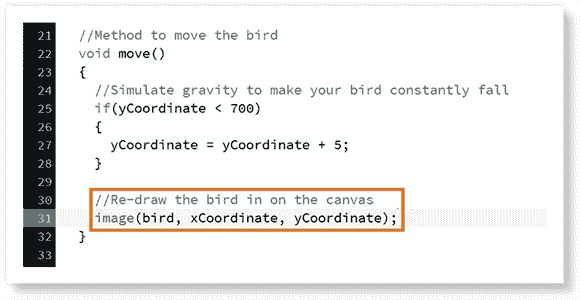 21 //Method to move the bird
22 void move()
23 {
24 //Simulate gravity to make your bird constantly fall
25 if(yCoordinate < 700)
26 {
27 yCoordinate = yCoordinate + 5;
28 }
29
30 //Re-draw the bird in on the canvas
31 image(bird, xCoordinate, yCoordinate);
32 }
33